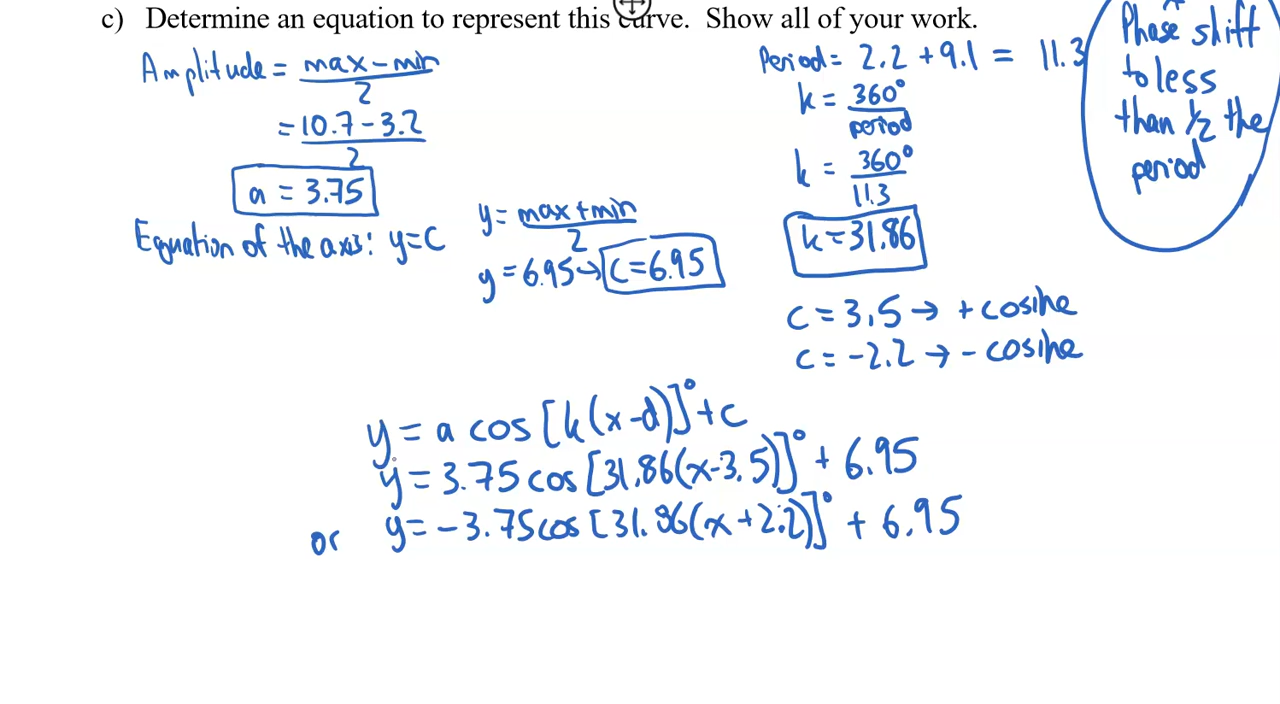 c) Determine an equation to represent this curve. Show all of your work.
Amplitude = max - min
2
= 10.7 - 3.2
2
a = 3.75
Equation of the axis: y = c
y = max + min
2
y = 6.95 → c = 6.95
Period = 2.2 + 9.1 = 11.3
k = 360°
period
k = 360°
11.3
k = 31.86
c = 3.5 → + cosine
c = -2.2 → - cosine
Phase shift
to less
than 1/2 the
period
y = a cos [k(x - d)]° + c
y = 3.75 cos [31.86(x - 3.5)]° + 6.95
or y = -3.75 cos [31.86(x + 2.2)]° + 6.95